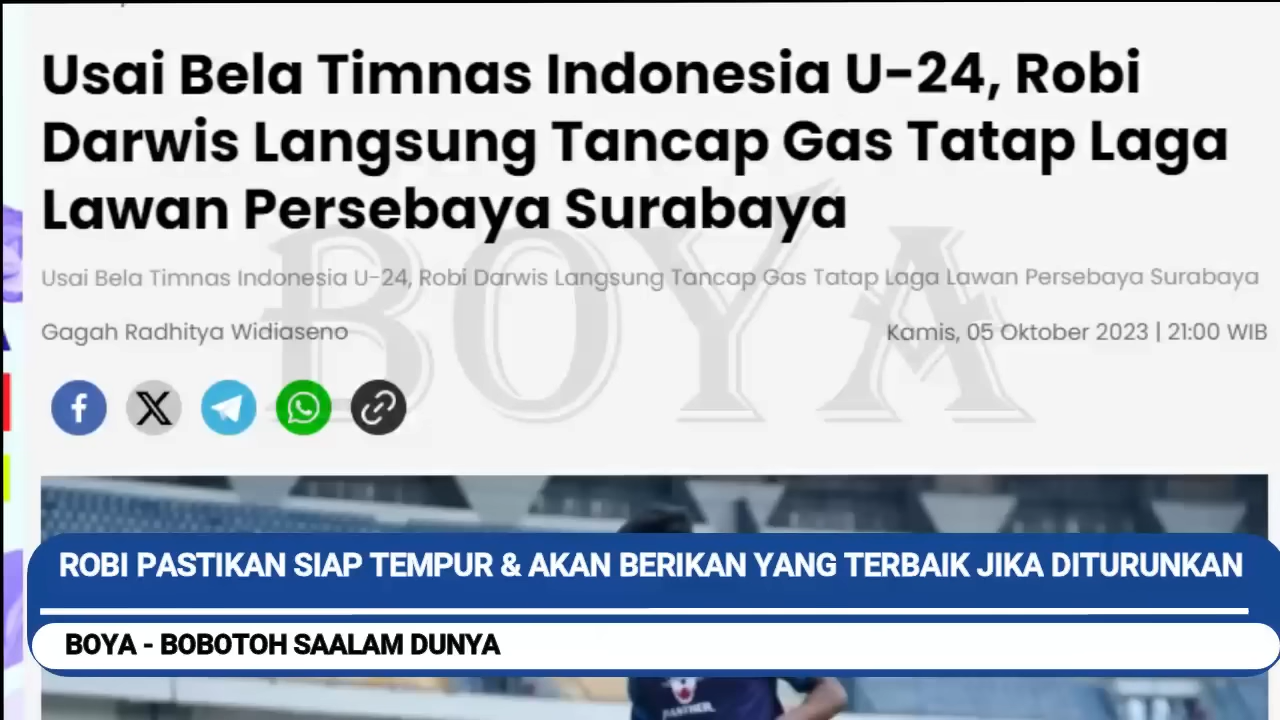 Usai Bela Timnas Indonesia U-24, Robi
Darwis Langsung Tancap Gas Tatap Laga
Lawan Persebaya Surabaya
BOYA
Usai Bela Timnas Indonesia U-24, Robi Darwis Langsung Tancap Gas Tatap Laga Lawan Persebaya Surabaya
Gagah Radhitya Widiaseno
Kamis, 05 Oktober 2023 | 21:00 WIB
ROBI PASTIKAN SIAP TEMPUR & AKAN BERIKAN YANG TERBAIK JIKA DITURUNKAN
BOYA - BOBOTOH SAALAM DUNYA
PANTHER